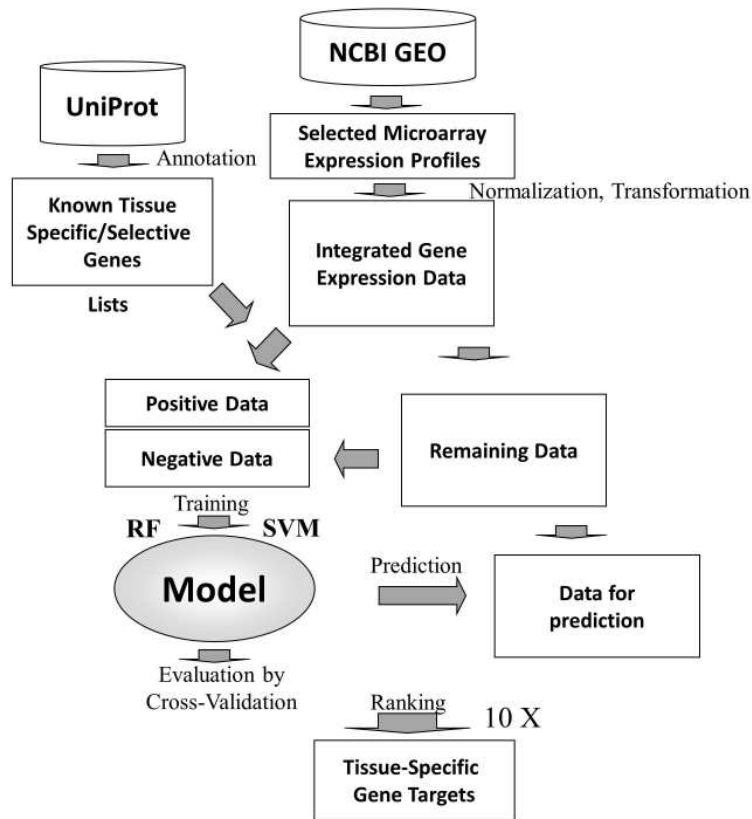 NCBI GEO
UniProt
Selected Microarray
Expression Profiles
Annotation
Normalization, Transformation
Known Tissue
Specific/Selective
Genes
Integrated Gene
Expression Data
Lists
Positive Data
Negative Data
Remaining Data
Training
RF
SVM
Model
Prediction
Data for
prediction
Evaluation by
Cross-Validation
Ranking
10 X
Tissue-Specific
Gene Targets